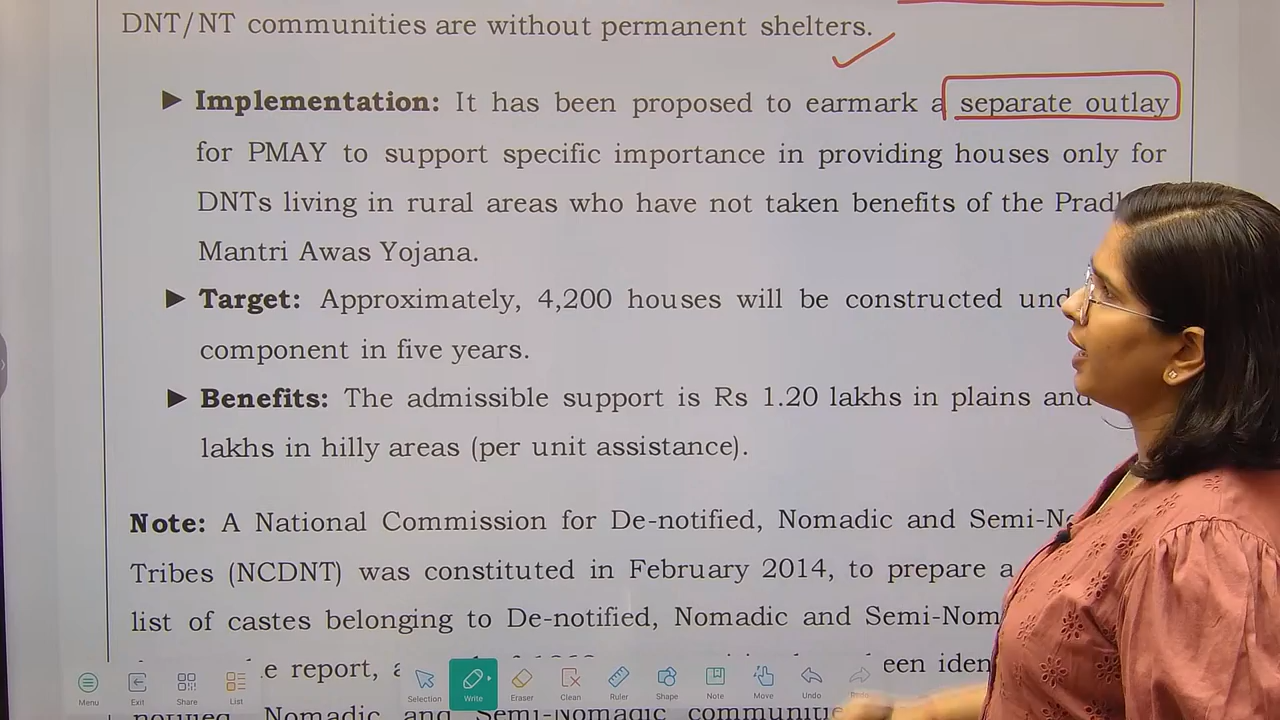 DNT/NT communities are without permanent shelters.
► Implementation: It has been proposed to earmark a separate outlay
for PMAY to support specific importance in providing houses only for
DNTs living in rural areas who have not taken benefits of the
Mantri Awas Yojana.
► Target: Approximately, 4,200 houses will be constructed
component in five years.
► Benefits: The admissible support is Rs 1.20 lakhs in plains and
lakhs in hilly areas (per unit assistance).
Note: A National Commission for De-notified, Nomadic and
Tribes (NCDNT) was constituted in February 2014, to prepare a
list of castes belonging to De-notified, Nomadic and
report,
Nomadic and Semi-Nomadic
Menu Exit Share List Selection Write Eraser Clean Ruler Shape Note Move Undo Redo